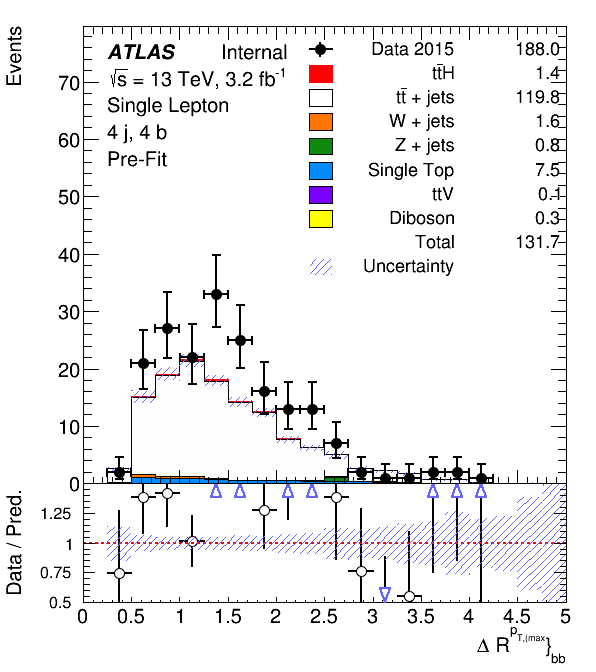 Events
ATLAS Internal
√s = 13 TeV, 3.2 fb⁻¹
Single Lepton
4 j, 4 b
Pre-Fit
Data 2015 188.0
tt̄H 1.4
tt̄ + jets 119.8
W + jets 1.6
Z + jets 0.8
Single Top 7.5
ttV 0.1
Diboson 0.3
Total 131.7
Uncertainty
70
60
50
40
30
20
10
0
Data / Pred.
1.25
1
0.75
0.5
0 0.5 1 1.5 2 2.5 3 3.5 4 4.5 5
Δ R^{p_{T,(max}}}_{bb}